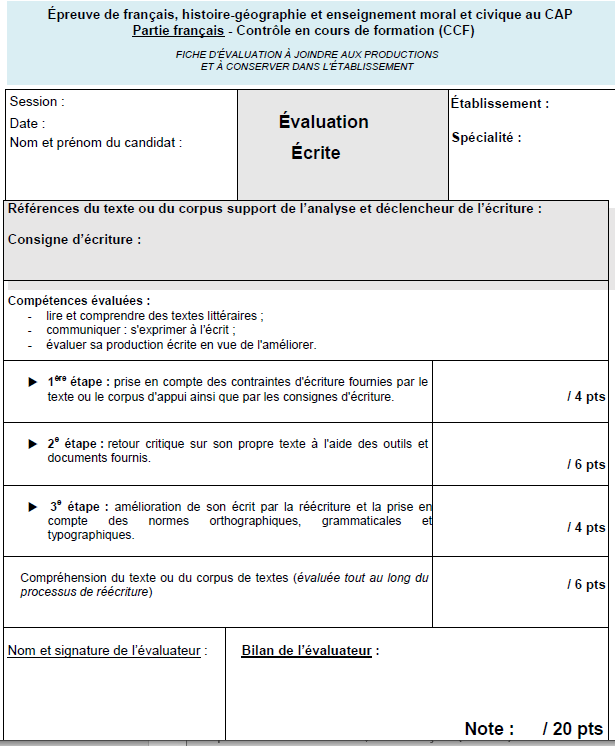 Épreuve de français, histoire-géographie et enseignement moral et civique au CAP
Partie français - Contrôle en cours de formation (CCF)
FICHE D'ÉVALUATION À JOINDRE AUX PRODUCTIONS
ET À CONSERVER DANS L'ÉTABLISSEMENT
Session :
Date :
Nom et prénom du candidat :
Évaluation
Écrite
Établissement :
Spécialité :
Références du texte ou du corpus support de l'analyse et déclencheur de l'écriture :
Consigne d'écriture :
Compétences évaluées :
- lire et comprendre des textes littéraires ;
- communiquer : s'exprimer à l'écrit ;
- évaluer sa production écrite en vue de l'améliorer.
► 1ère étape : prise en compte des contraintes d'écriture fournies par le
texte ou le corpus d'appui ainsi que par les consignes d'écriture.
/ 4 pts
► 2e étape : retour critique sur son propre texte à l'aide des outils et
documents fournis.
/ 6 pts
► 3e étape : amélioration de son écrit par la réécriture et la prise en
compte des normes orthographiques, grammaticales et
typographiques.
/ 4 pts
Compréhension du texte ou du corpus de textes (évaluée tout au long du
processus de réécriture)
/ 6 pts
Nom et signature de l'évaluateur :
Bilan de l'évaluateur :
Note : / 20 pts